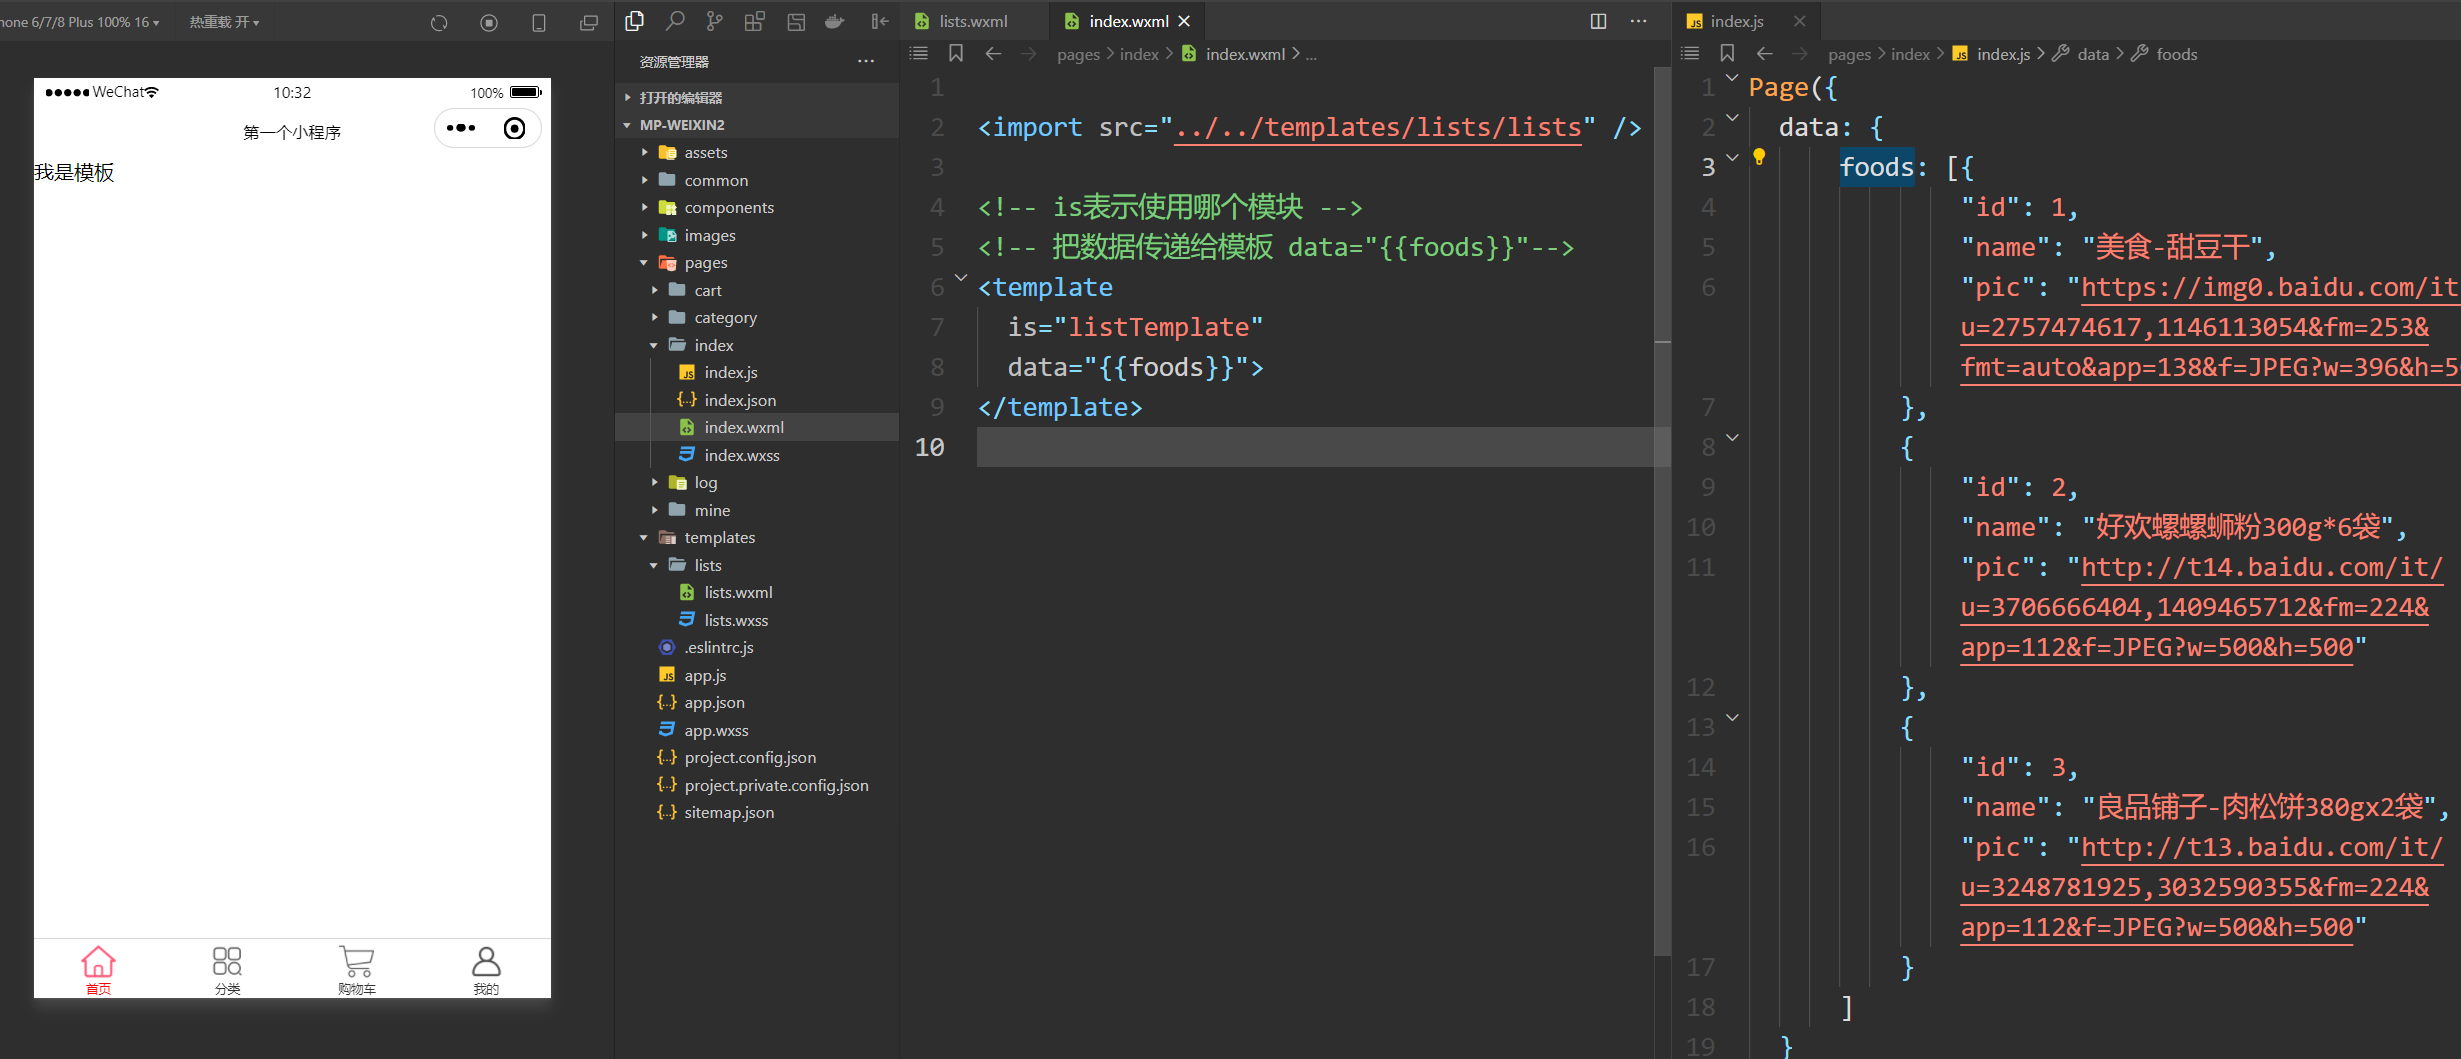 hone 6/7/8 Plus 100% 16
热重载 开
WeChat
10:32
100%
第一个小程序
我是模板
首页
分类
购物车
我的
资源管理器
打开的编辑器
MP-WEIXIN2
assets
common
components
images
pages
cart
category
index
index.js
index.json
index.wxml
index.wxss
log
mine
templates
lists
lists.wxml
lists.wxss
.eslintrc.js
app.js
app.json
app.wxss
project.config.json
project.private.config.json
sitemap.json
lists.wxml
index.wxml
pages > index > index.wxml > ...
1
2 <import src="../../templates/lists/lists" />
3
4 <!-- is表示使用哪个模块 -->
5 <!-- 把数据传递给模板 data="{{foods}}"-->
6 <template
7 is="listTemplate"
8 data="{{foods}}">
9 </template>
10
index.js
pages > index > index.js > data > foods
1 Page({
2 data: {
3 foods: [{
4 "id": 1,
5 "name": "美食-甜豆干",
6 "pic": "https://img0.baidu.com/it
u=2757474617,1146113054&fm=253&
fmt=auto&app=138&f=JPEG?w=396&h=5
7 },
8 {
9 "id": 2,
10 "name": "好欢螺螺蛳粉300g*6袋",
11 "pic": "http://t14.baidu.com/it/
u=3706666404,1409465712&fm=224&
app=112&f=JPEG?w=500&h=500"
12 },
13 {
14 "id": 3,
15 "name": "良品铺子-肉松饼380gx2袋",
16 "pic": "http://t13.baidu.com/it/
u=3248781925,3032590355&fm=224&
app=112&f=JPEG?w=500&h=500"
17 }
18 ]
19 }